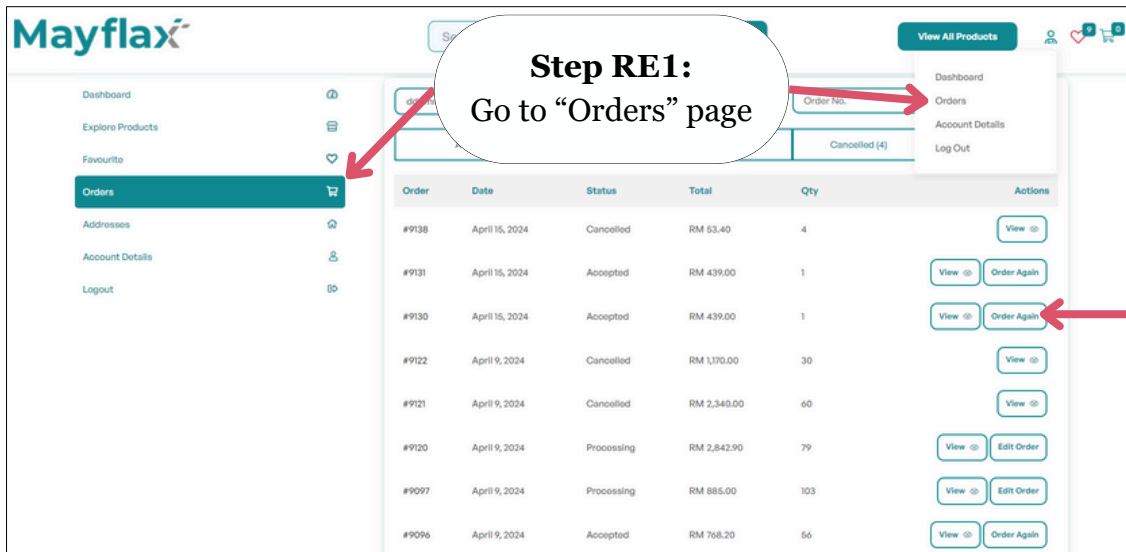 Mayflax
View All Products
9
0
Step RE1:
Go to “Orders” page
Dashboard
Orders
Account Details
Log Out
Dashboard
Explore Products
Favourite
Orders
Addresses
Account Details
Logout
Order No.
Cancelled (4)
Order Date Status Total Qty Actions
#9138 April 15, 2024 Cancelled RM 53.40 4 View
#9131 April 15, 2024 Accepted RM 439.00 1 View Order Again
#9130 April 15, 2024 Accepted RM 439.00 1 View Order Again
#9122 April 9, 2024 Cancelled RM 1,170.00 30 View
#9121 April 9, 2024 Cancelled RM 2,340.00 60 View
#9120 April 9, 2024 Processing RM 2,842.90 79 View Edit Order
#9097 April 9, 2024 Processing RM 885.00 103 View Edit Order
#9096 April 9, 2024 Accepted RM 768.20 56 View Order Again